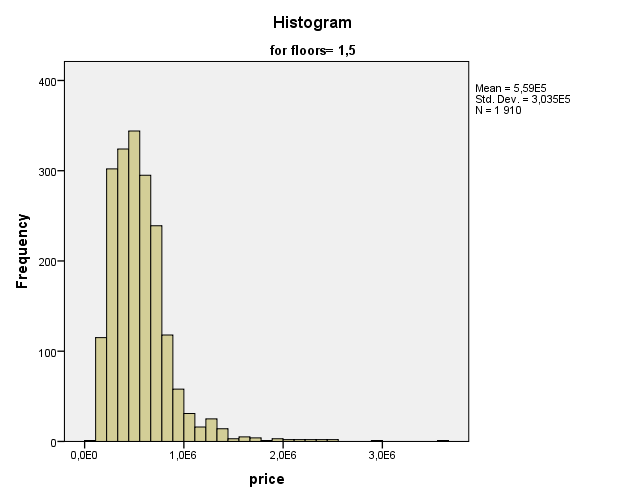 Histogram
for floors= 1,5
Mean = 5,59E5
Std. Dev. = 3,035E5
N = 1 910
400
300
200
100
0
Frequency
0,0E0 1,0E6 2,0E6 3,0E6
price